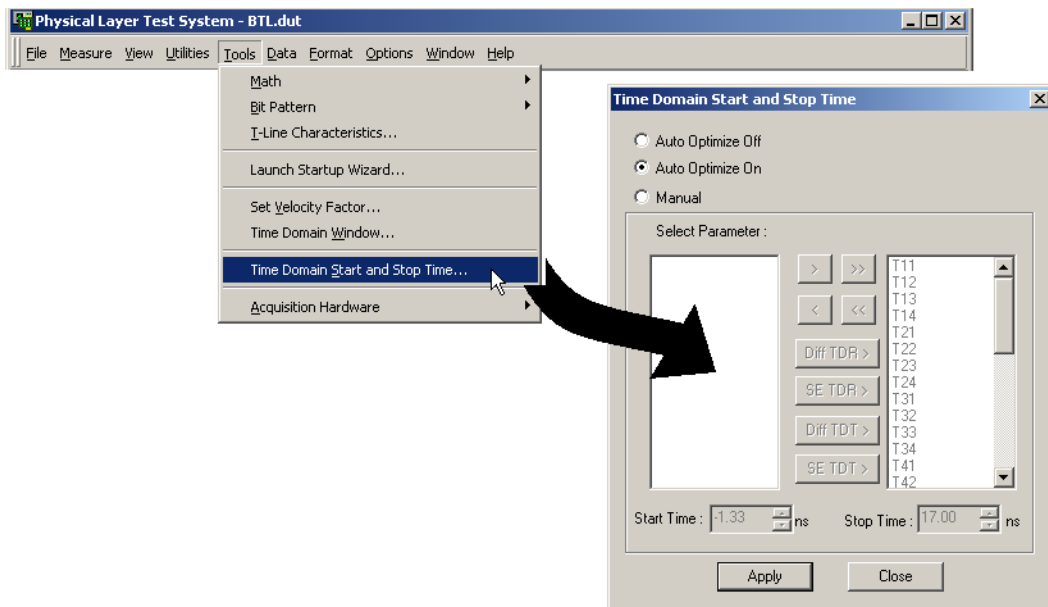 Physical Layer Test System - BTL.dut
File Measure View Utilities Tools Data Format Options Window Help
Math
Bit Pattern
T-Line Characteristics...
Launch Startup Wizard...
Set Velocity Factor...
Time Domain Window...
Time Domain Start and Stop Time...
Acquisition Hardware
Time Domain Start and Stop Time
Auto Optimize Off
Auto Optimize On
Manual
Select Parameter :
> >>
< <<
Diff TDR >
SE TDR >
Diff TDT >
SE TDT >
T11
T12
T13
T14
T21
T22
T23
T24
T31
T32
T33
T34
T41
T42
Start Time : -1.33 ns Stop Time : 17.00 ns
Apply Close